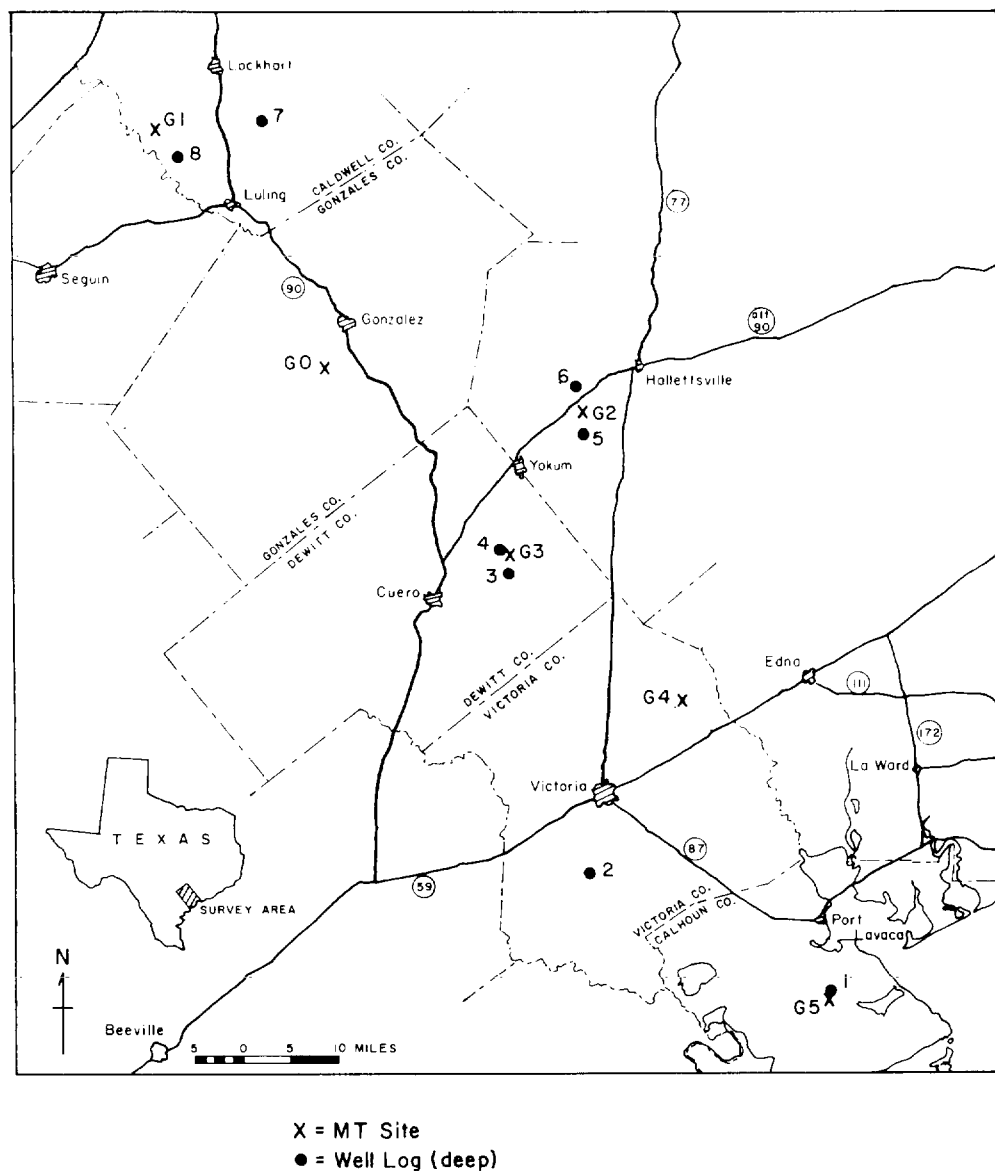 Lockhart
G1
7
8
CALDWELL CO.
GONZALES CO.
Luling
77
Seguin
90
Gonzalez
alt
90
G0
6
Hallettsville
G2
5
Yokum
GONZALES CO.
DEWITT CO.
4
G3
3
Cuero
DEWITT CO.
VICTORIA CO.
Edna
111
G4
172
La Ward
Victoria
TEXAS
87
2
59
SURVEY AREA
VICTORIA CO.
CALHOUN CO.
Port
Lavaca
N
1
G5
Beeville
5 0 5 10 MILES
X = MT Site
● = Well Log (deep)